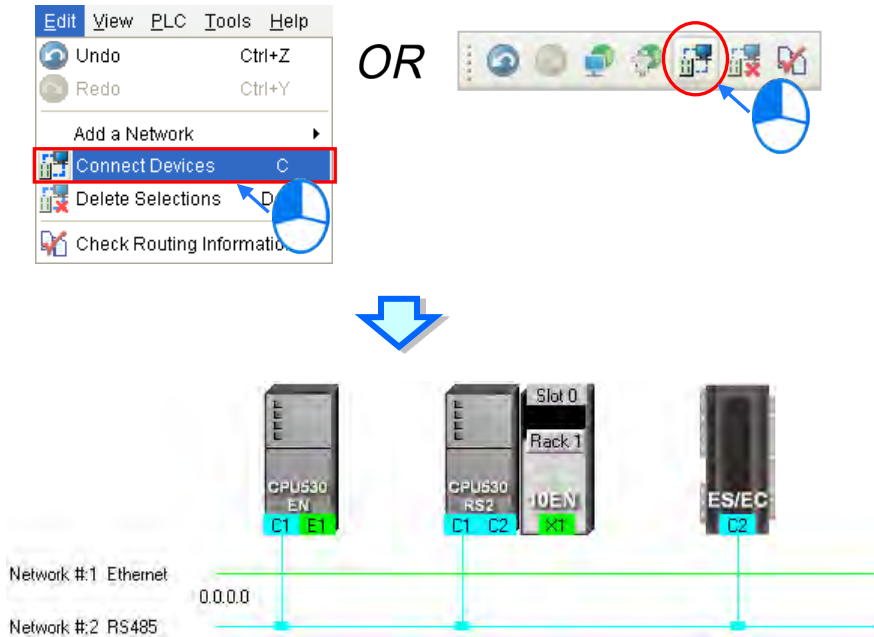 Edit View PLC Tools Help
Undo Ctrl+Z
Redo Ctrl+Y
Add a Network
Connect Devices C
Delete Selections
Check Routing
OR
Slot 0
Rack 1
CPU530
EN
C1 E1
CPU530
RS2
C1 C2
10EN
X1
ES/EC
C2
Network #:1 Ethernet
0.0.0.0
Network #:2 RS485